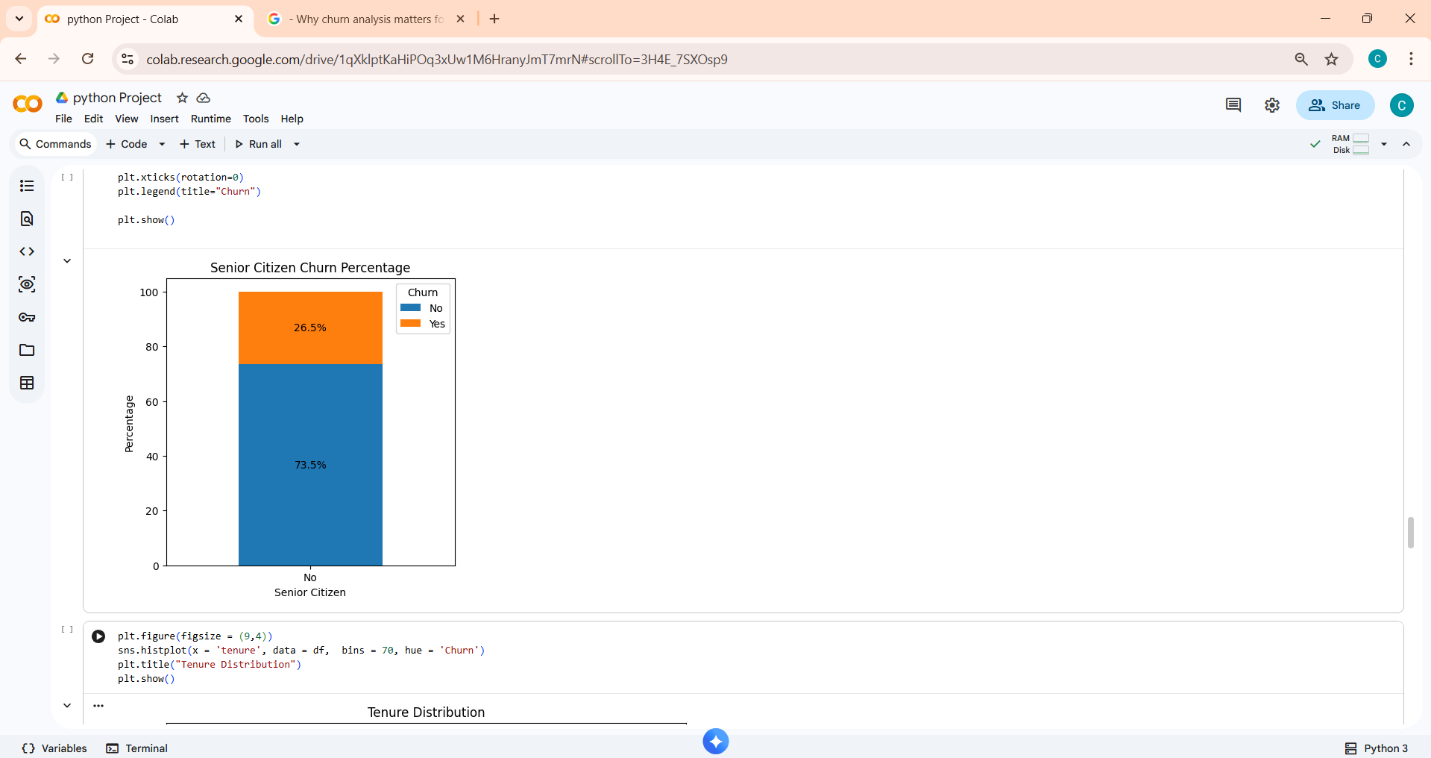 python Project - Colab
- Why churn analysis matters fo
colab.research.google.com/drive/1qXklptKaHiPOq3xUw1M6HranyJmT7mrN#scrollTo=3H4E_7SXOsp9
C
python Project
File Edit View Insert Runtime Tools Help
Share
C
Commands + Code + Text Run all
RAM
Disk
[ ]
plt.xticks(rotation=0)
plt.legend(title="Churn")
plt.show()
Senior Citizen Churn Percentage
Churn
No
Yes
100
80
60
40
20
0
Percentage
26.5%
73.5%
No
Senior Citizen
[ ]
plt.figure(figsize = (9,4))
sns.histplot(x = 'tenure', data = df,  bins = 70, hue = 'Churn')
plt.title("Tenure Distribution")
plt.show()
...
Tenure Distribution
{} Variables Terminal
Python 3